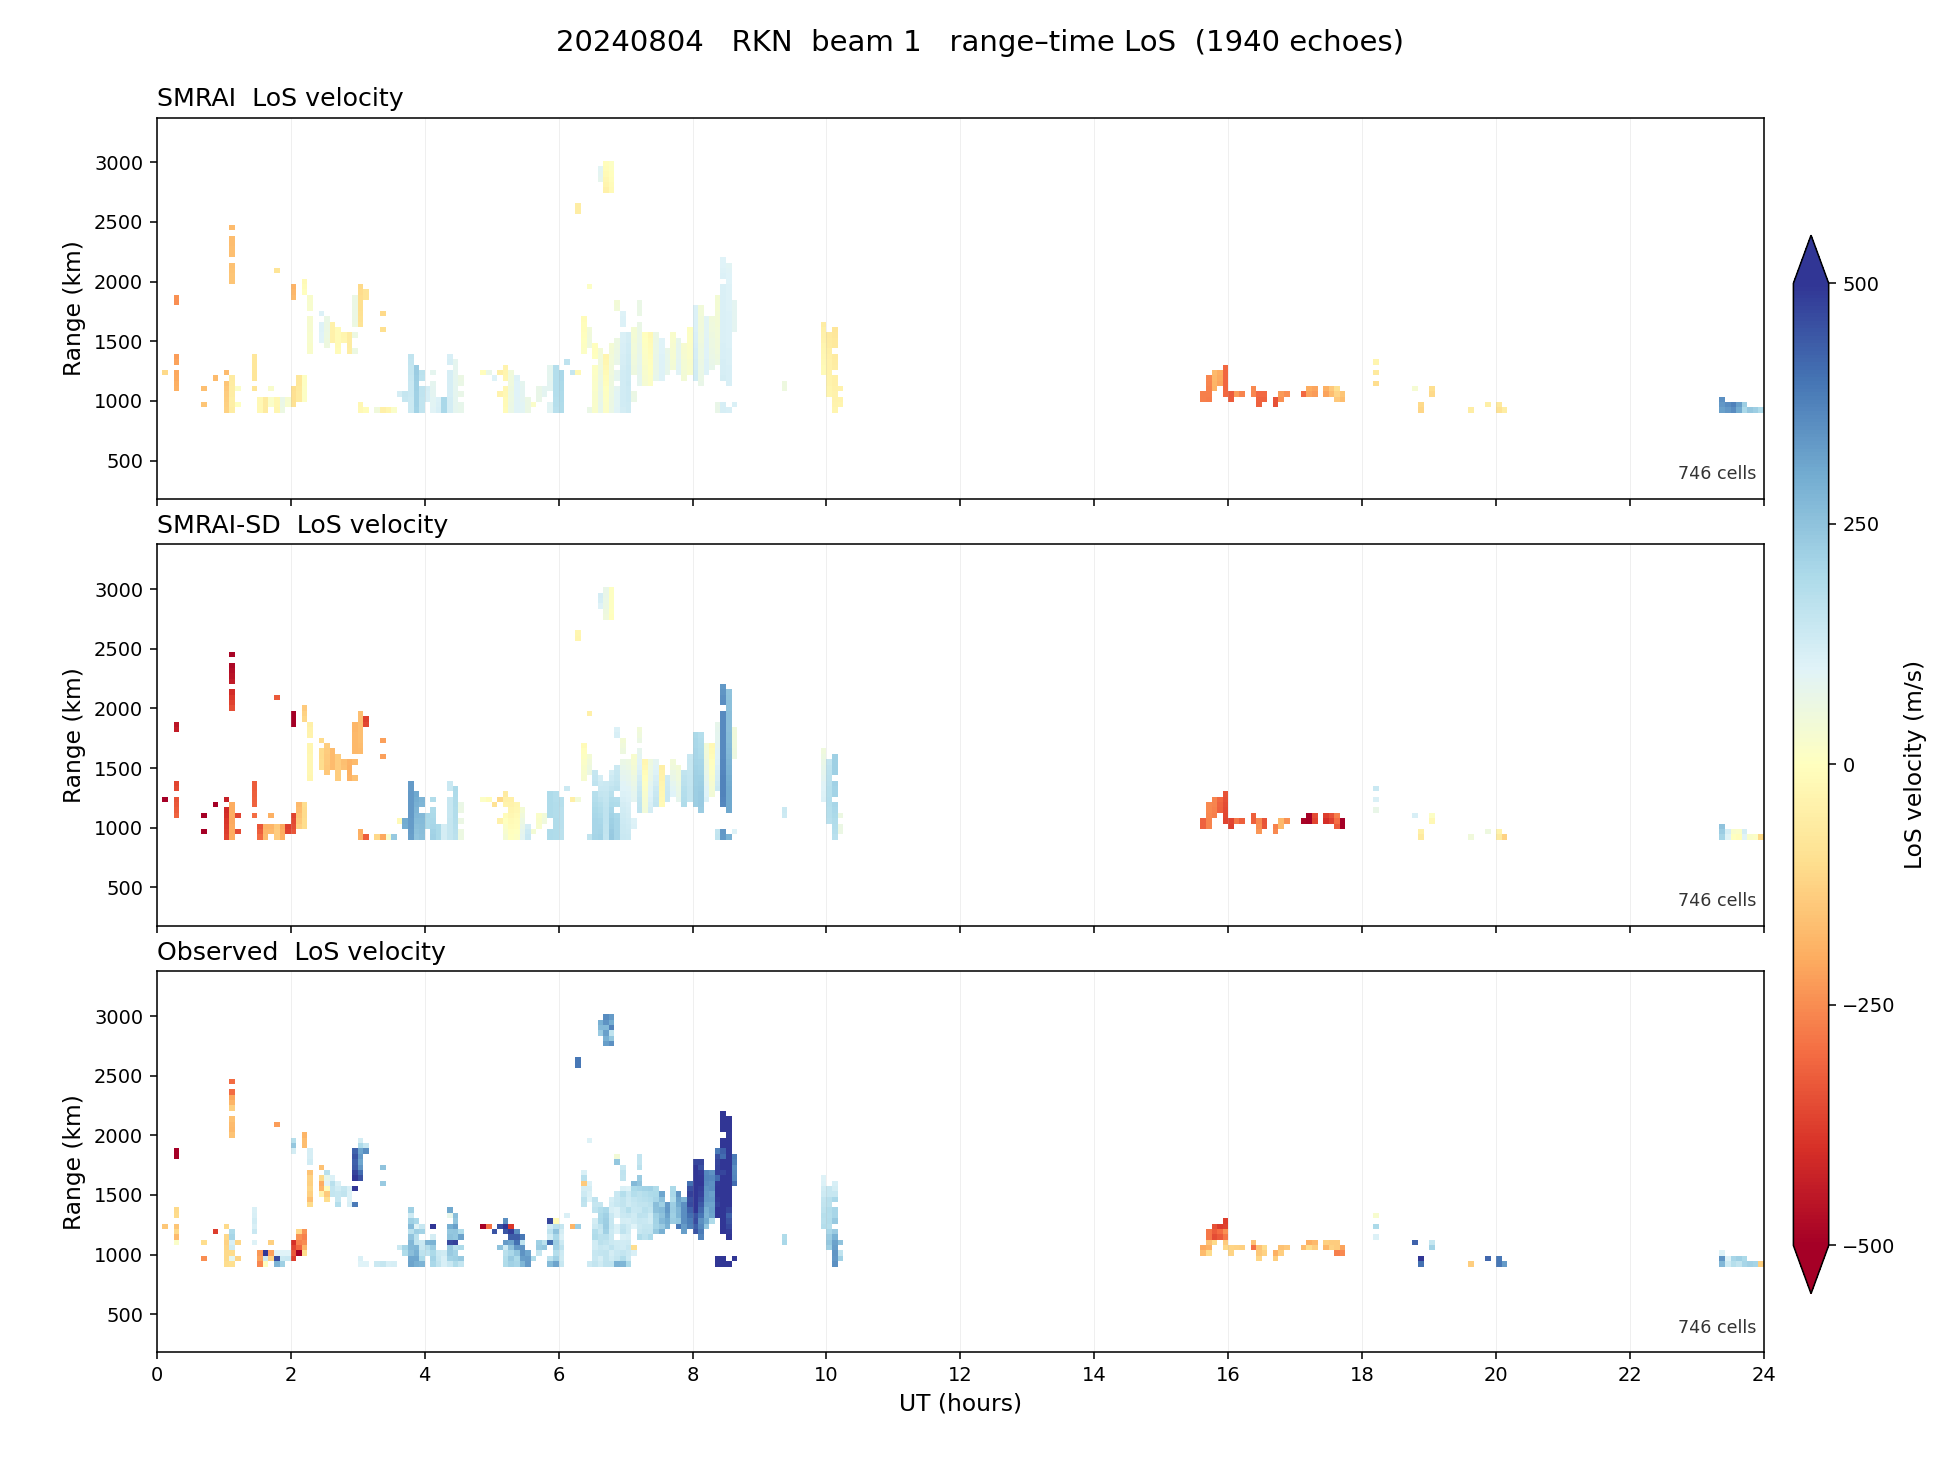 20240804   RKN  beam 1   range–time LoS  (1940 echoes)
SMRAI  LoS velocity
3000
2500
2000
1500
1000
500
Range (km)
746 cells
SMRAI-SD  LoS velocity
3000
2500
2000
1500
1000
500
Range (km)
746 cells
Observed  LoS velocity
3000
2500
2000
1500
1000
500
Range (km)
746 cells
0 2 4 6 8 10 12 14 16 18 20 22 24
UT (hours)
500
250
0
−250
−500
LoS velocity (m/s)